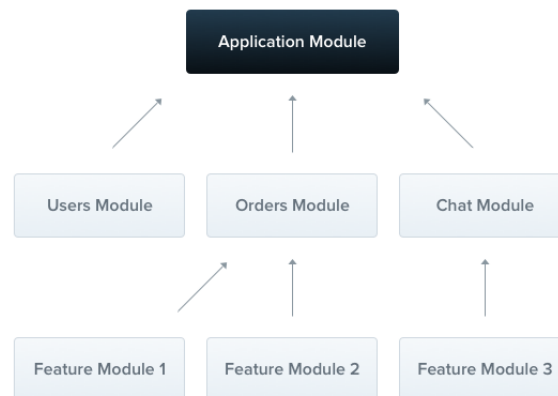 Application Module
Users Module
Orders Module
Chat Module
Feature Module 1
Feature Module 2
Feature Module 3